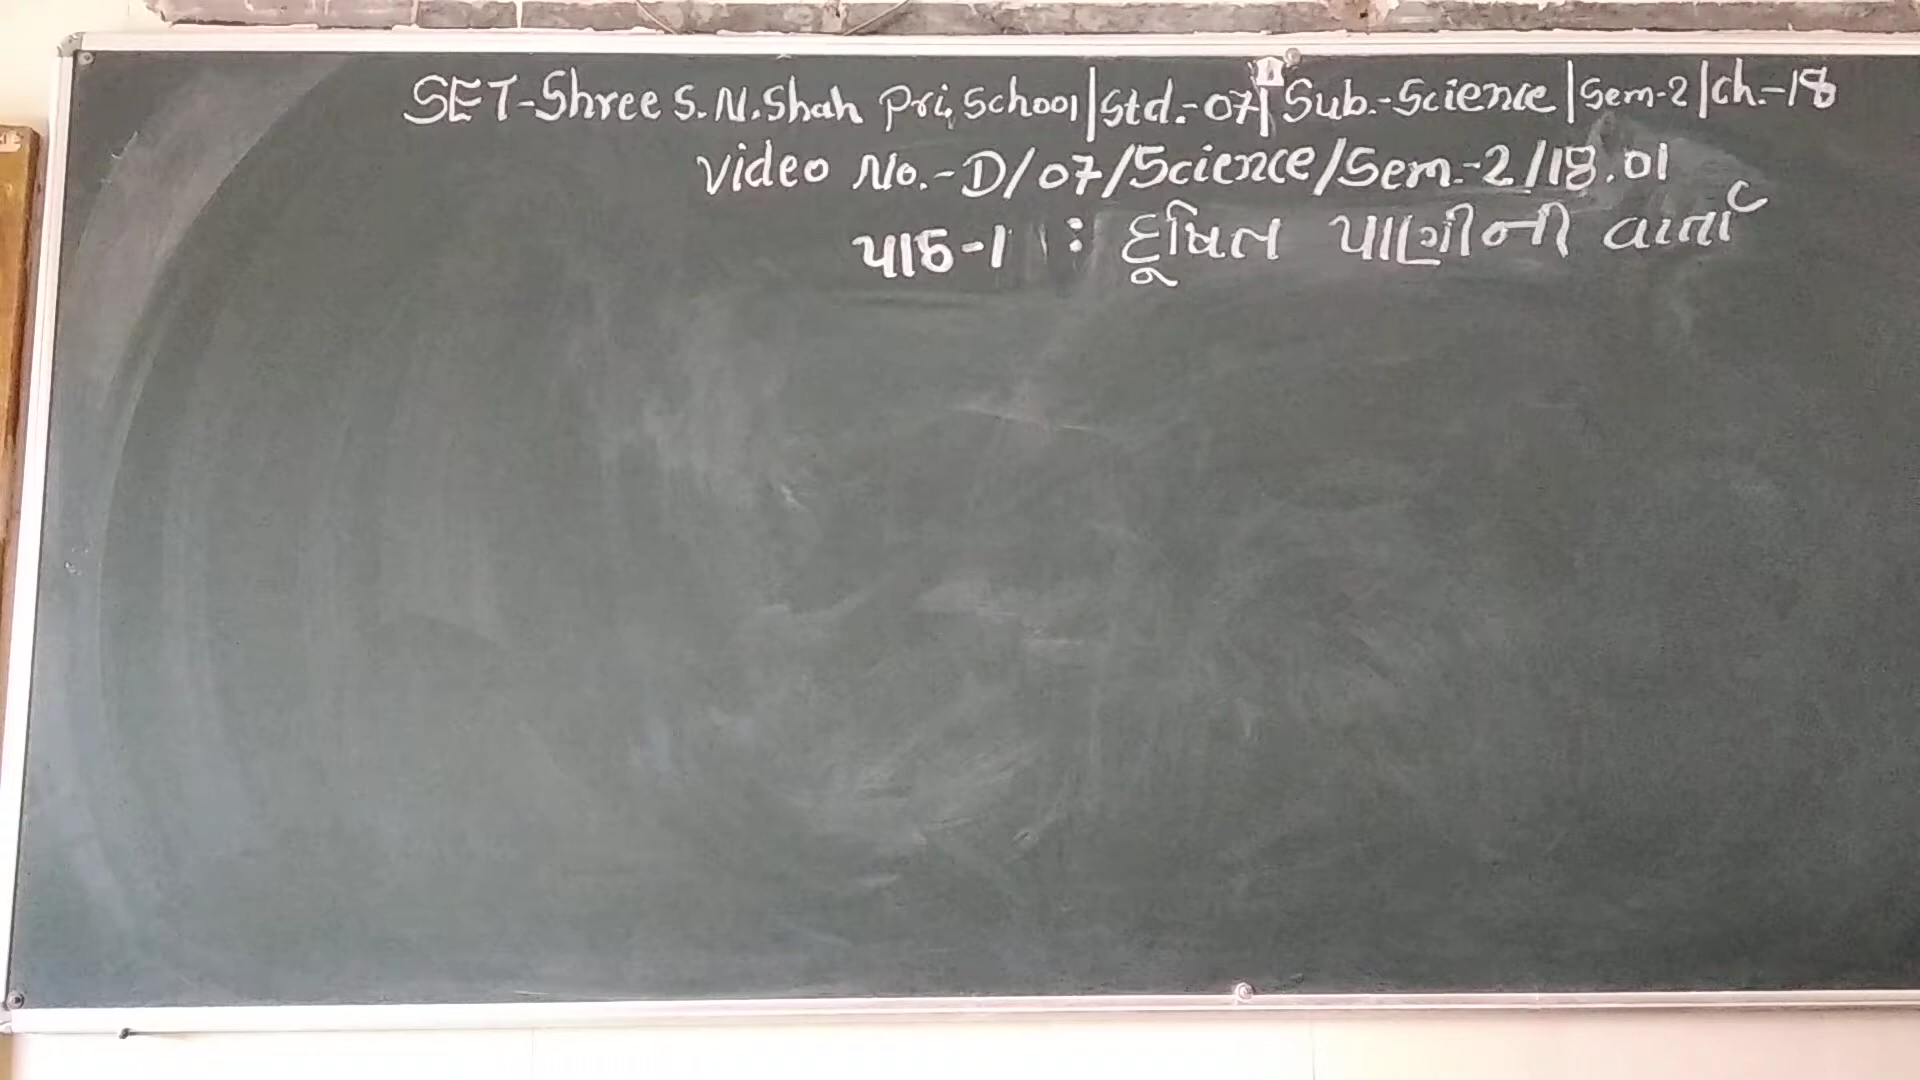 SET-Shree S.N.Shah Pri. School|Std.-07|Sub.-Science|Sem-2|Ch.-18
Video No.-D/07/Science/Sem.-2/18.01
પાઠ-1 : દૂષિત પાણીની વાર્તા